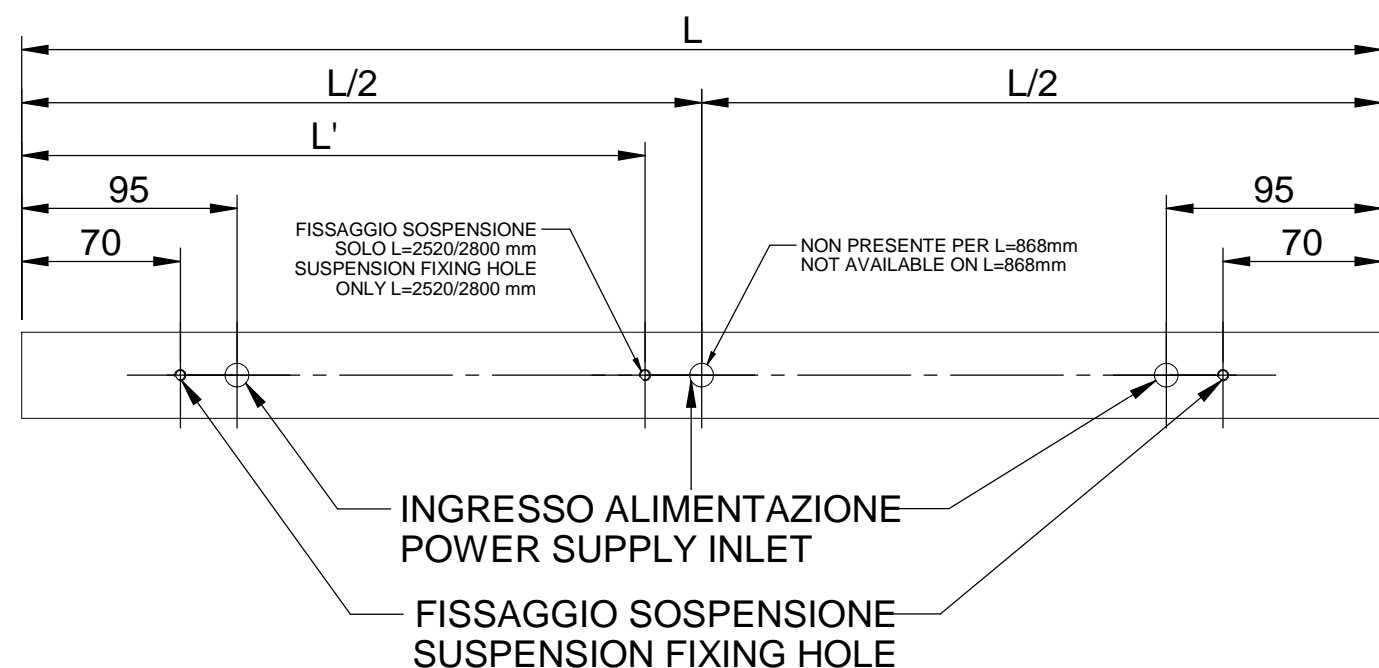 L
L/2
L/2
L'
95
95
70
70
FISSAGGIO SOSPENSIONE
SOLO L=2520/2800 mm
SUSPENSION FIXING HOLE
ONLY L=2520/2800 mm
NON PRESENTE PER L=868mm
NOT AVAILABLE ON L=868mm
INGRESSO ALIMENTAZIONE
POWER SUPPLY INLET
FISSAGGIO SOSPENSIONE
SUSPENSION FIXING HOLE